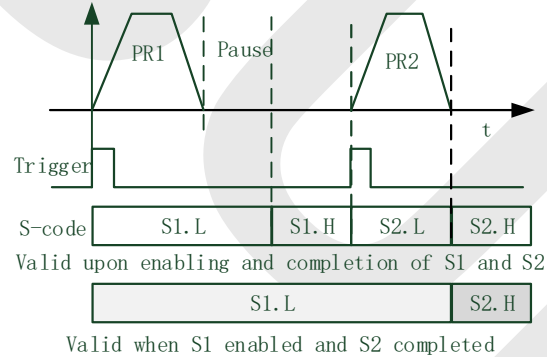 PR1
Pause
PR2
t
Trigger
S-code S1.L S1.H S2.L S2.H
Valid upon enabling and completion of S1 and S2
S1.L S2.H
Valid when S1 enabled and S2 completed